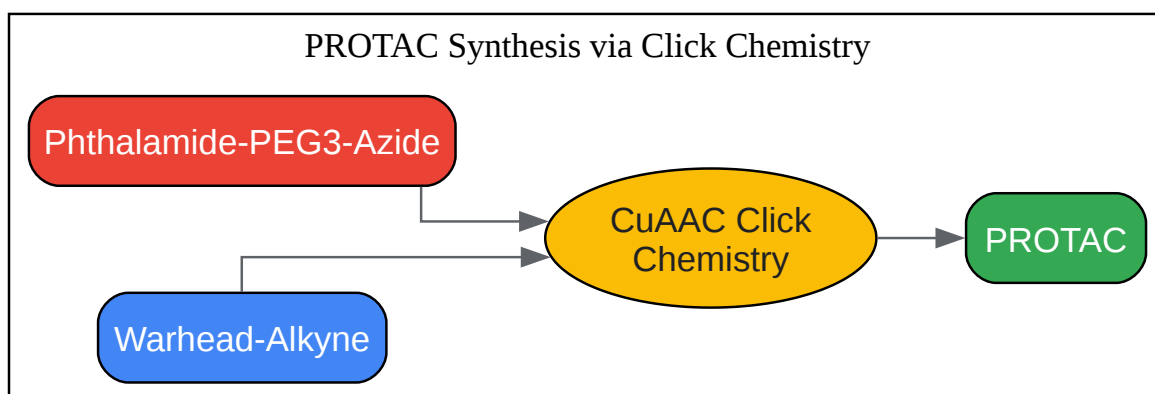 PROTAC Synthesis via Click Chemistry
Phthalamide-PEG3-Azide
CuAAC Click
Chemistry
PROTAC
Warhead-Alkyne